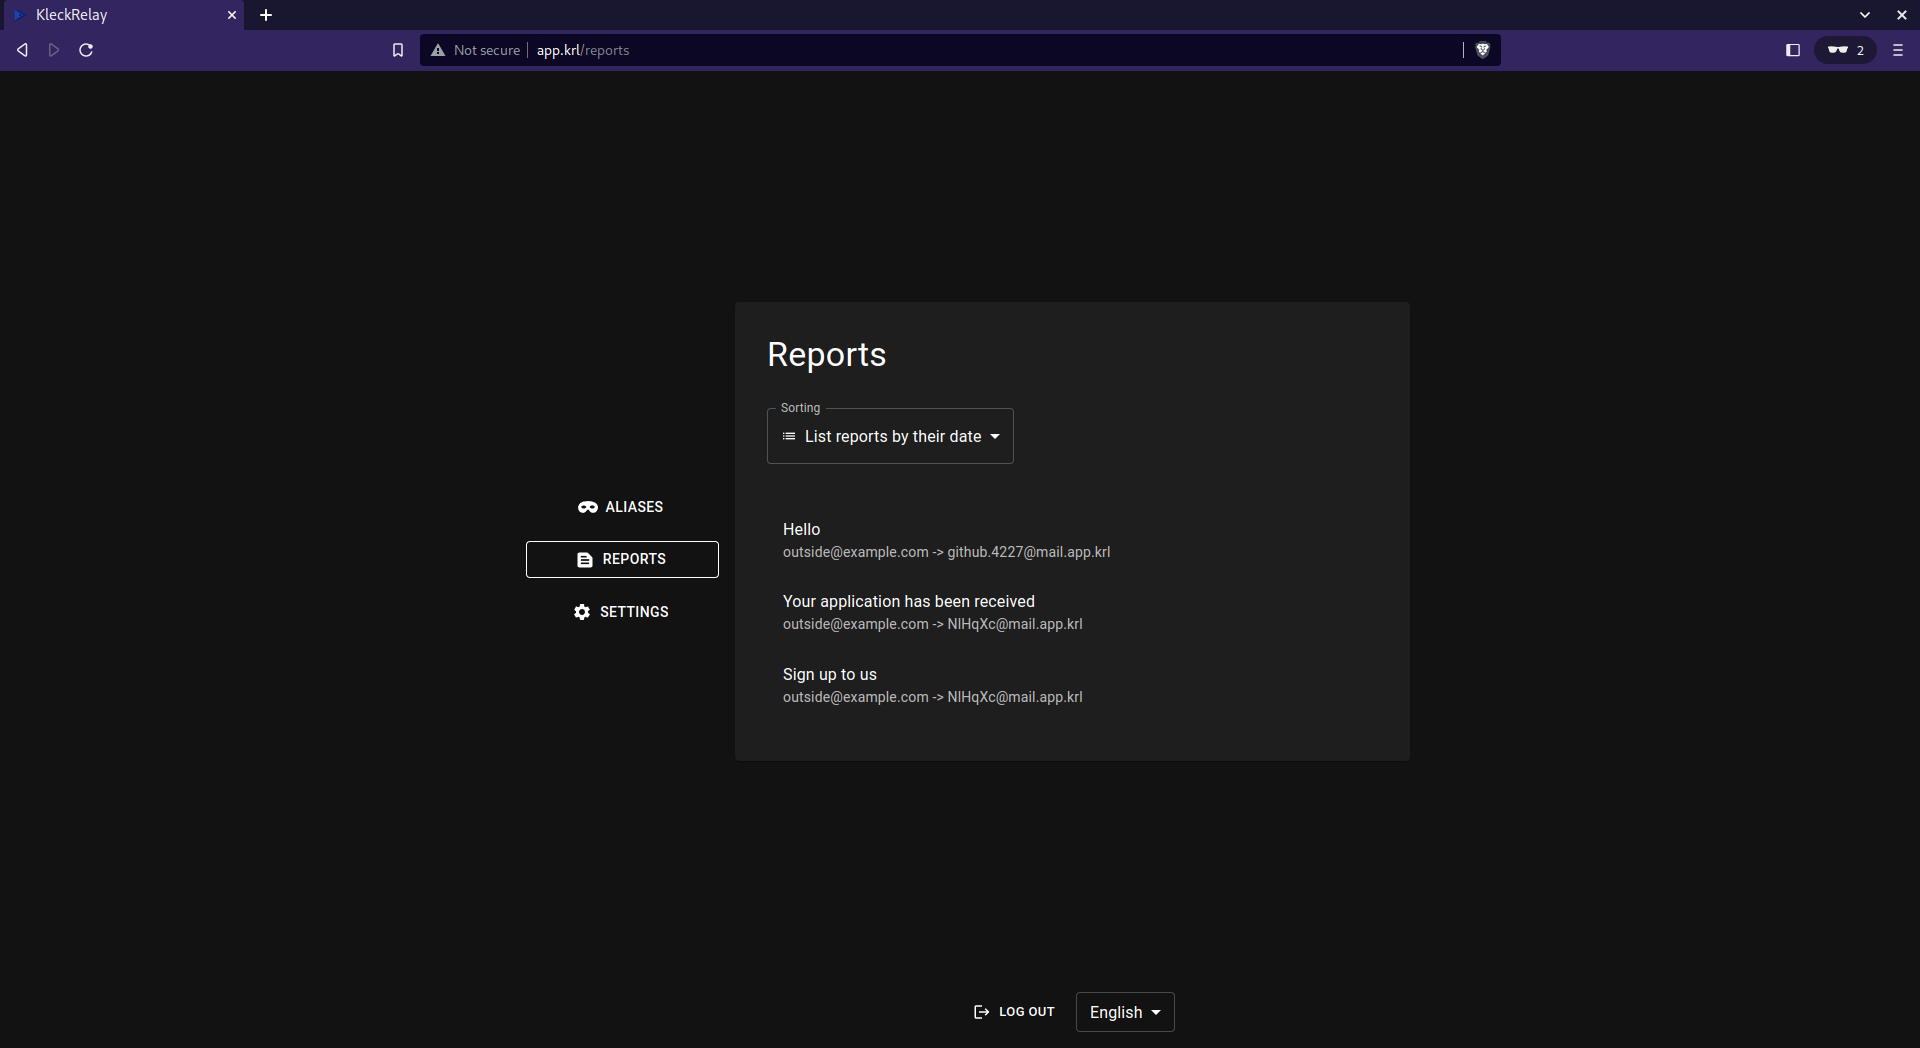 KleckRelay
Not secure app.krl/reports
2
Reports
Sorting
List reports by their date
ALIASES
REPORTS
SETTINGS
Hello
outside@example.com -> github.4227@mail.app.krl
Your application has been received
outside@example.com -> NIHqXc@mail.app.krl
Sign up to us
outside@example.com -> NIHqXc@mail.app.krl
LOG OUT
English